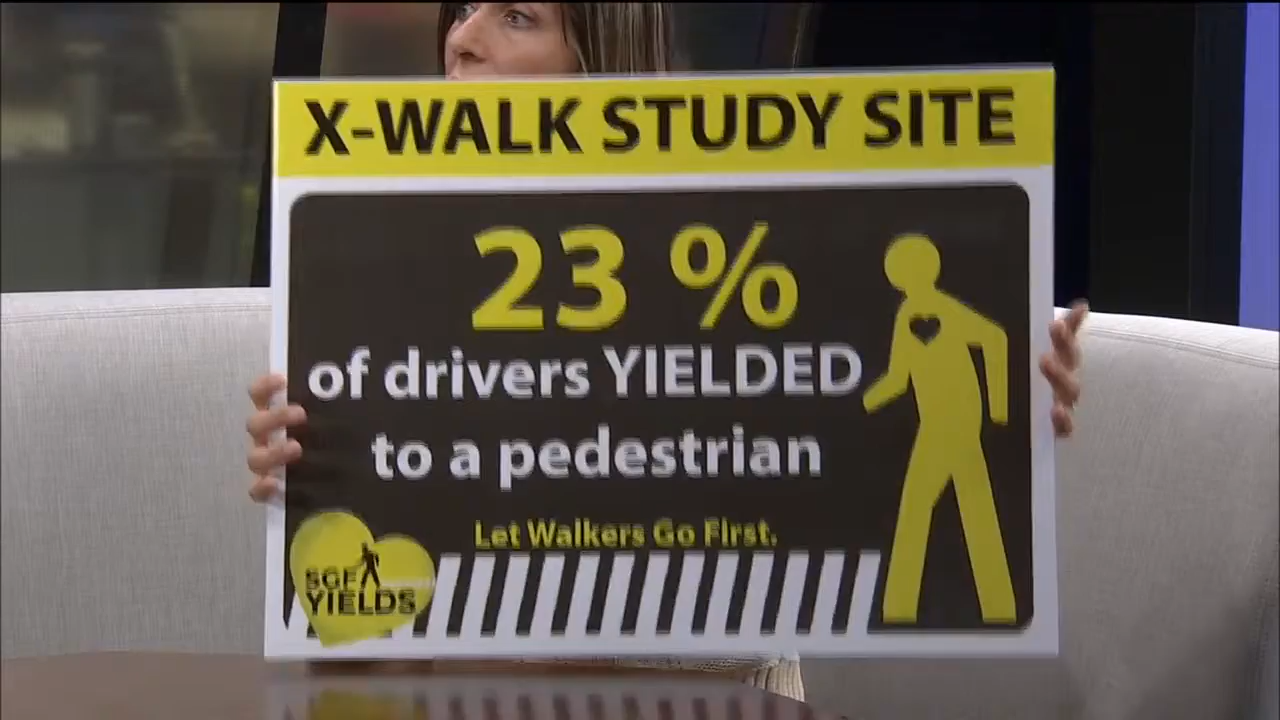 X-WALK STUDY SITE
23 %
of drivers YIELDED
to a pedestrian
Let Walkers Go First.
SGF
YIELDS